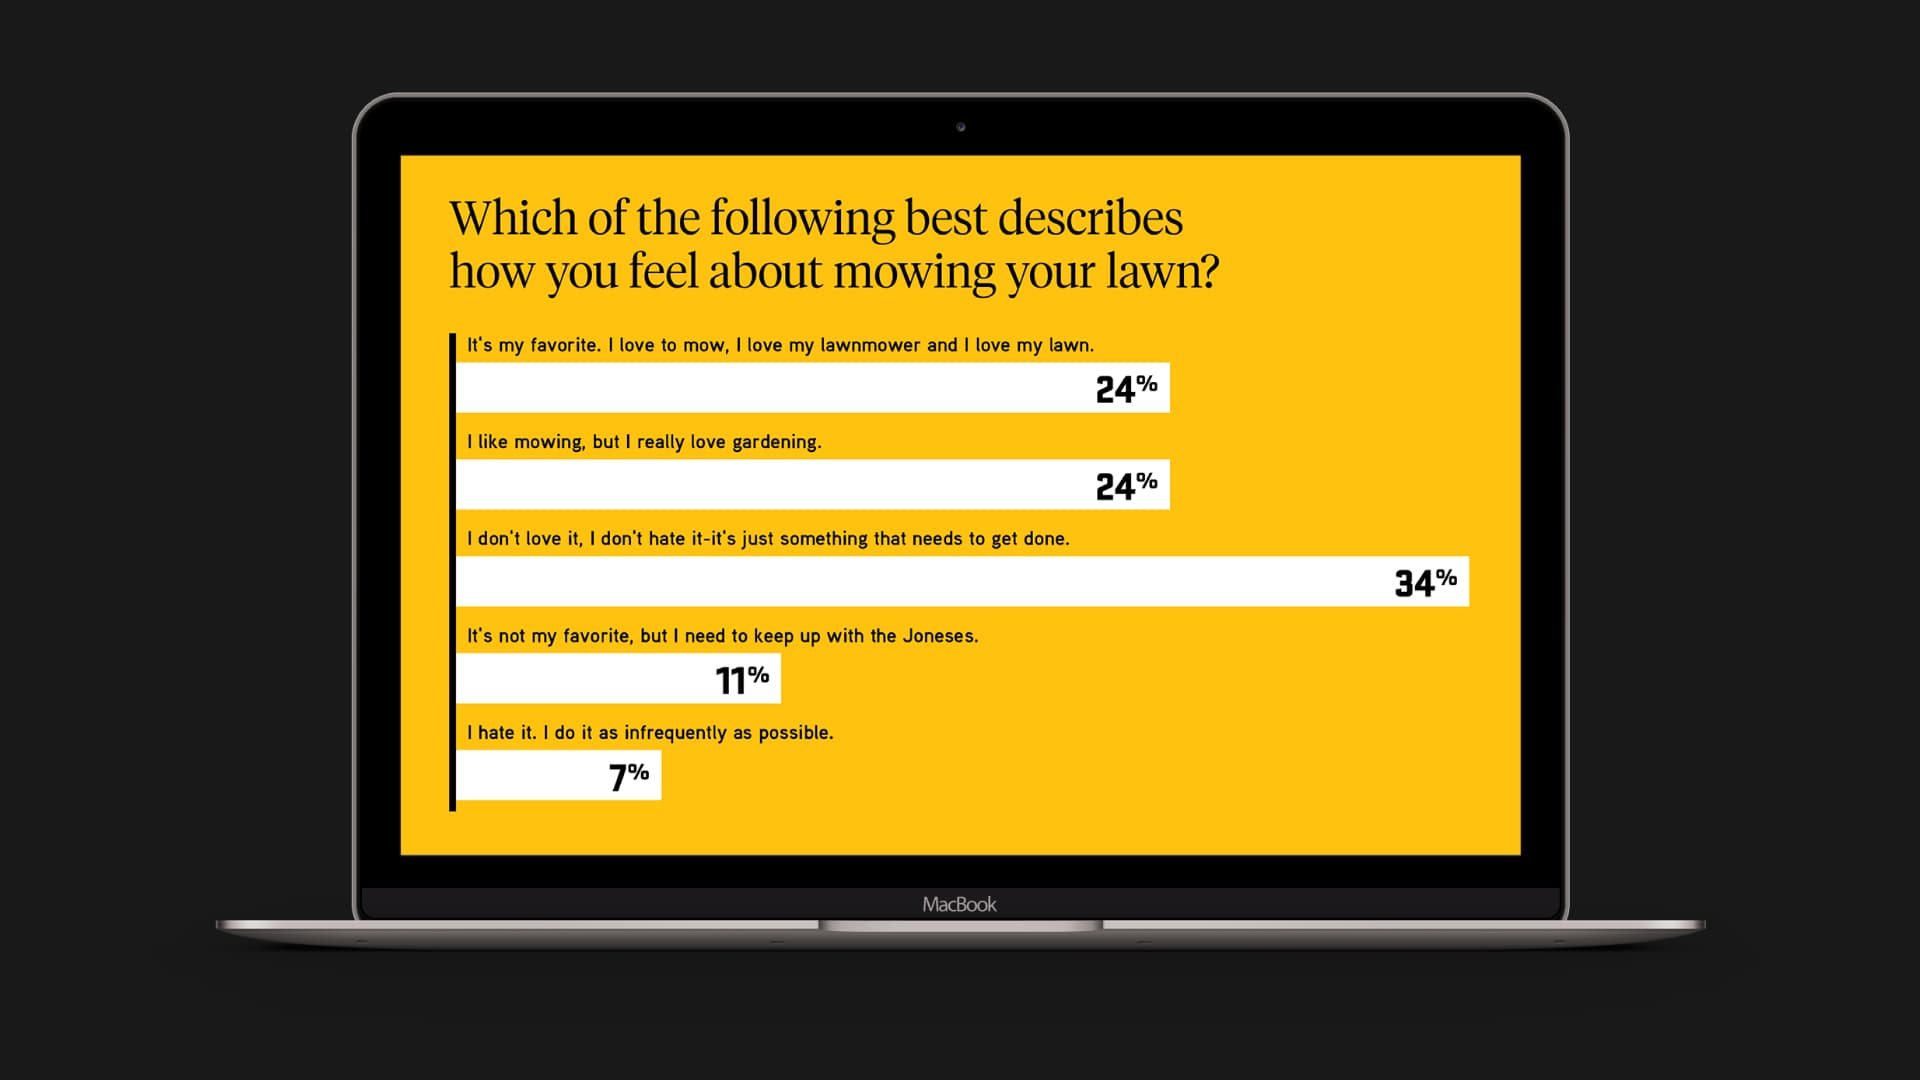 Which of the following best describes
how you feel about mowing your lawn?
It's my favorite. I love to mow, I love my lawnmower and I love my lawn.
24%
I like mowing, but I really love gardening.
24%
I don't love it, I don't hate it-it's just something that needs to get done.
34%
It's not my favorite, but I need to keep up with the Joneses.
11%
I hate it. I do it as infrequently as possible.
7%
MacBook